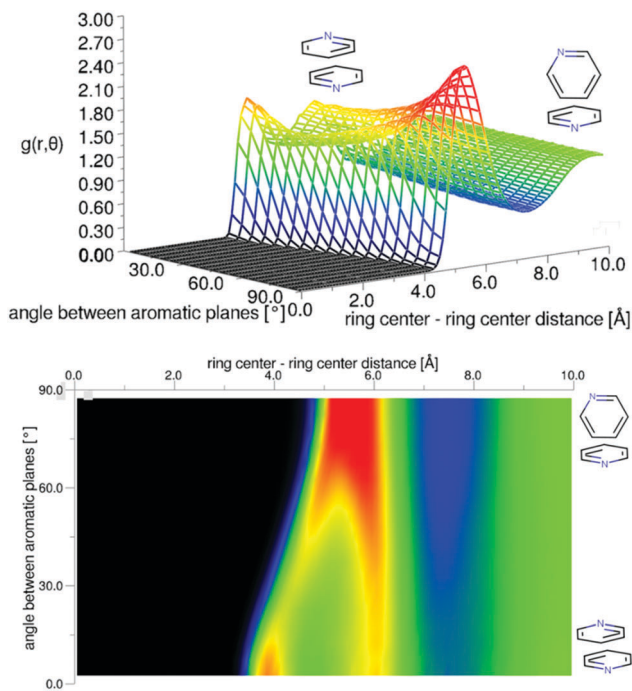 3.00
2.70
2.40
2.10
1.80
1.50
1.20
0.90
0.60
0.30
0.00
g(r,θ)
N
N
N
N
30.0
60.0
90.0
0.0
2.0
4.0
6.0
8.0
10.0
angle between aromatic planes [°]
ring center - ring center distance [Å]
ring center - ring center distance [Å]
0.0
2.0
4.0
6.0
8.0
10.0
90.0
60.0
30.0
0.0
angle between aromatic planes [°]
N
N
N
N